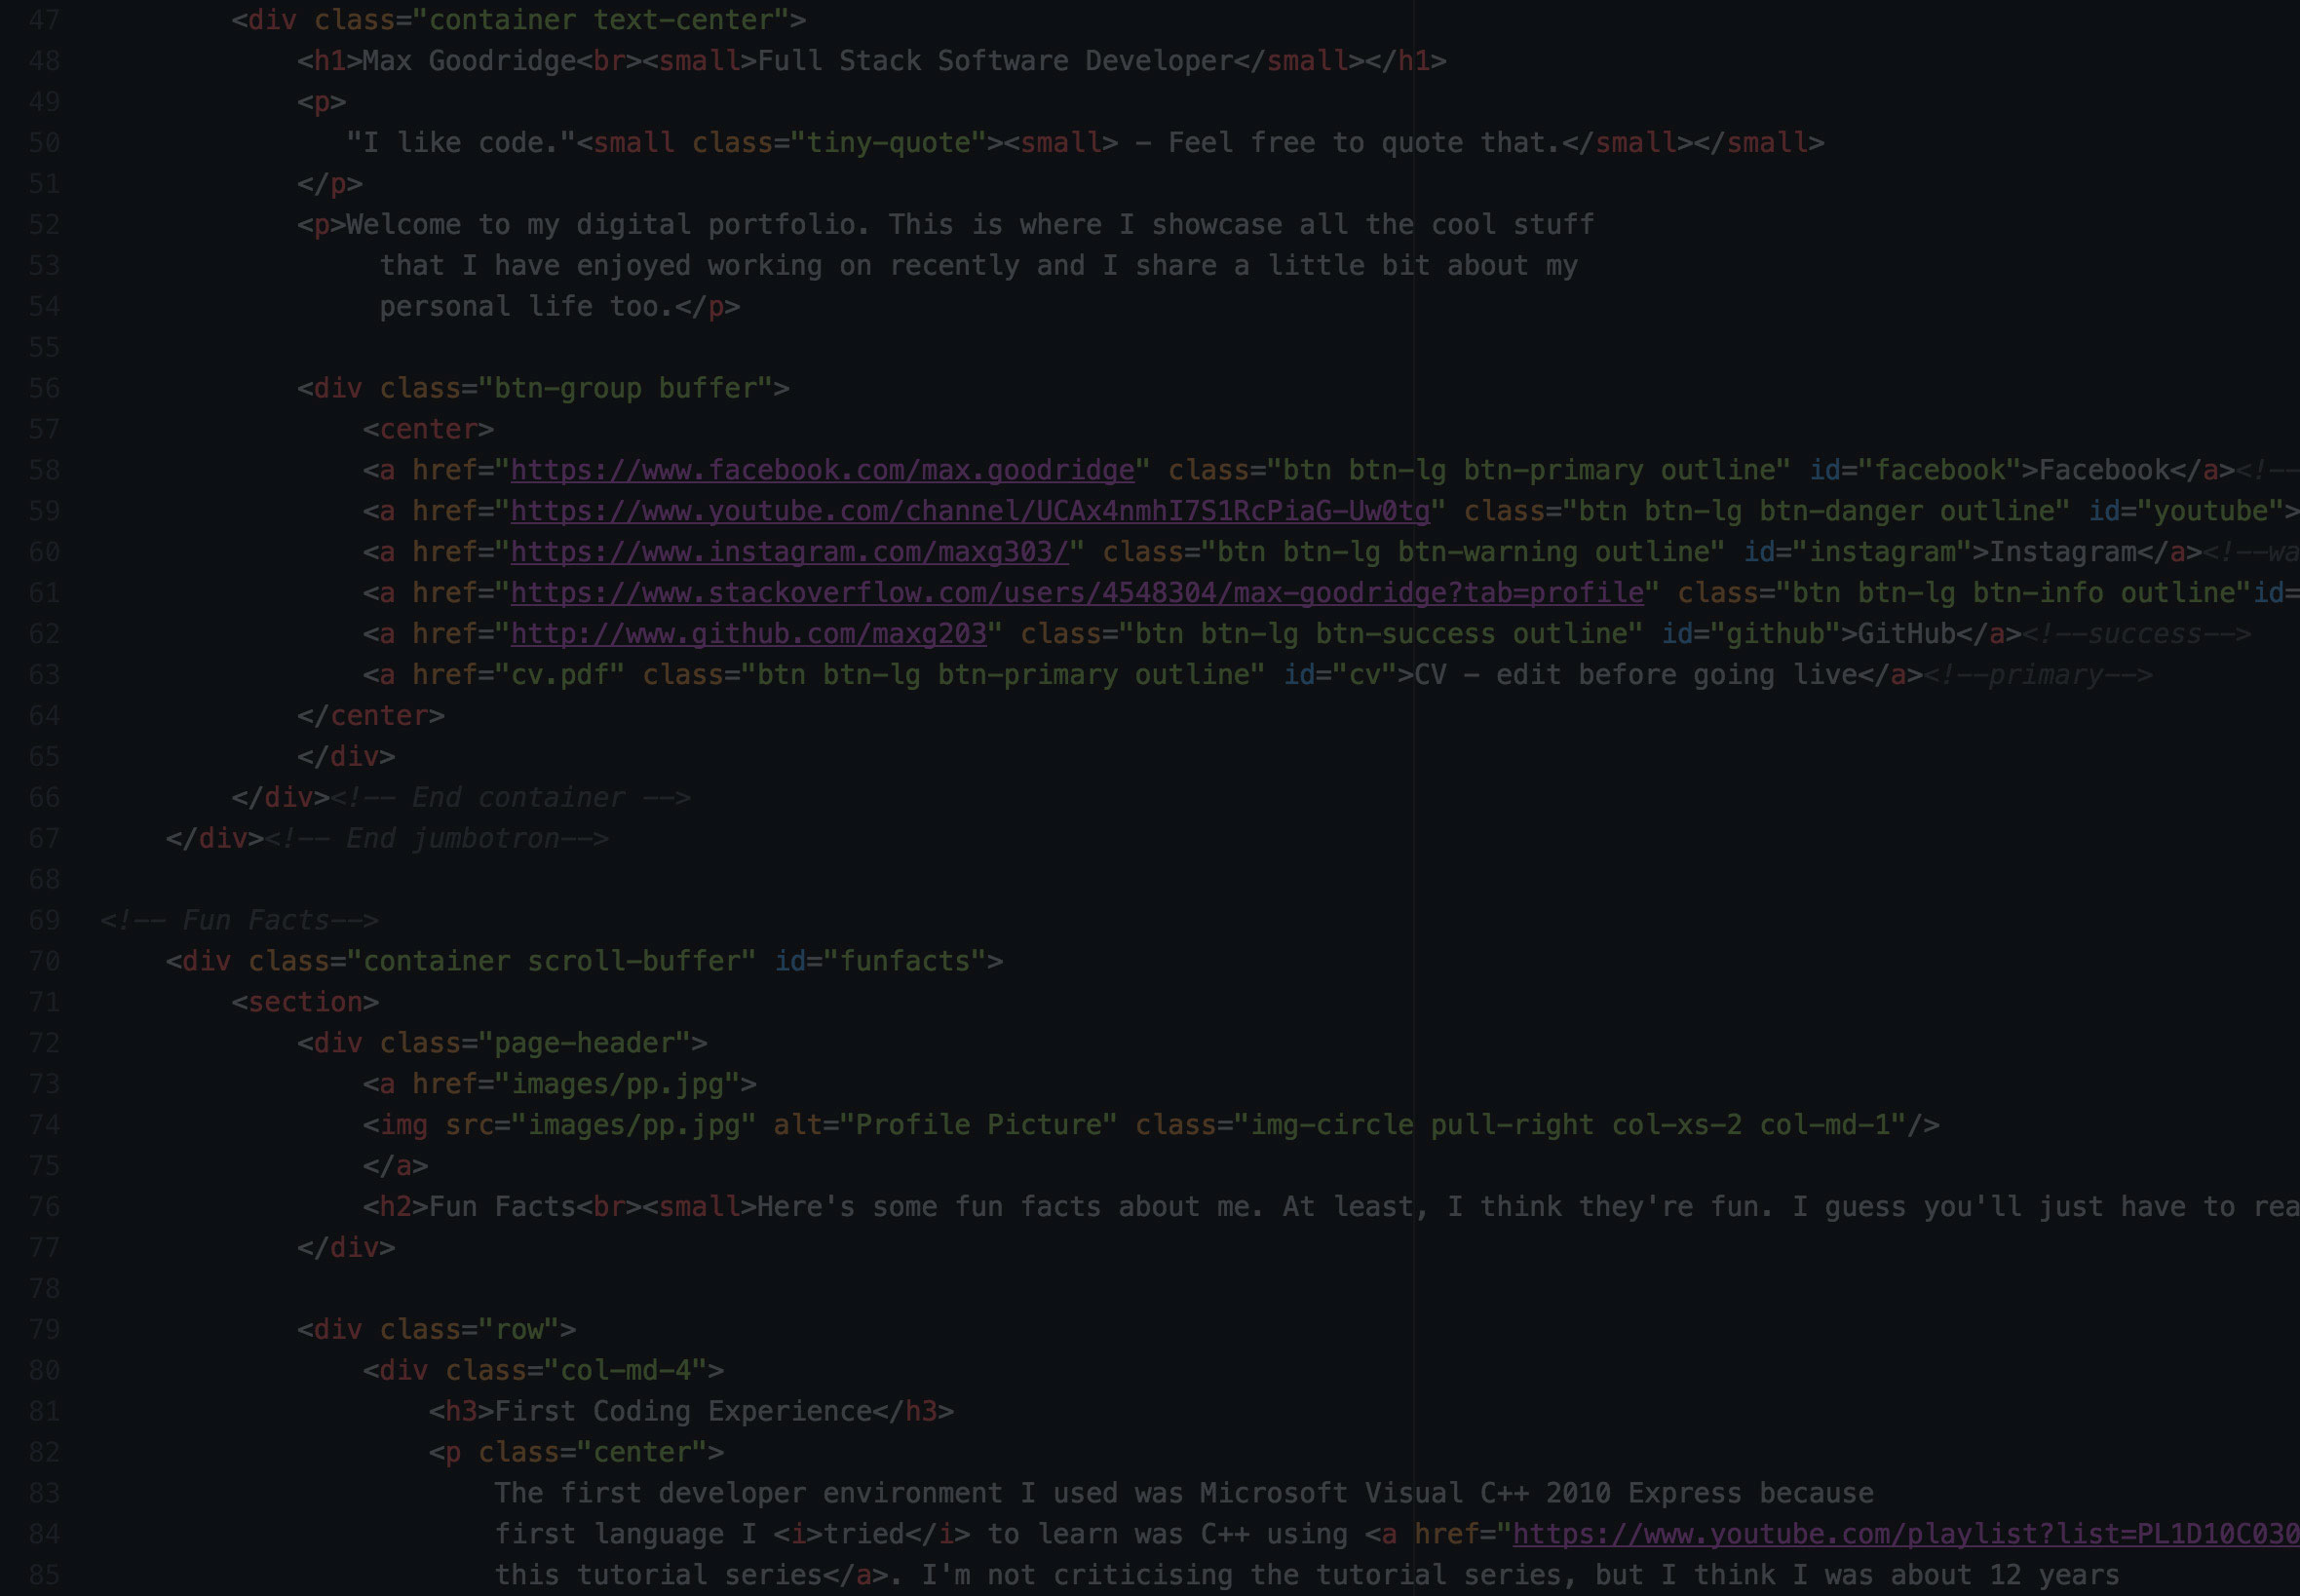 47 <div class="container text-center">
48 <h1>Max Goodridge<br><small>Full Stack Software Developer</small></h1>
49 <p>
50 "I like code."<small class="tiny-quote"><small> – Feel free to quote that.</small></small>
51 </p>
52 <p>Welcome to my digital portfolio. This is where I showcase all the cool stuff
53 that I have enjoyed working on recently and I share a little bit about my
54 personal life too.</p>
55
56 <div class="btn-group buffer">
57 <center>
58 <a href="https://www.facebook.com/max.goodridge" class="btn btn-lg btn-primary outline" id="facebook">Facebook</a><!--
59 <a href="https://www.youtube.com/channel/UCAx4nmhI7S1RcPiaG-Uw0tg" class="btn btn-lg btn-danger outline" id="youtube">
60 <a href="https://www.instagram.com/maxg303/" class="btn btn-lg btn-warning outline" id="instagram">Instagram</a><!--wa
61 <a href="https://www.stackoverflow.com/users/4548304/max-goodridge?tab=profile" class="btn btn-lg btn-info outline"id=
62 <a href="http://www.github.com/maxg203" class="btn btn-lg btn-success outline" id="github">GitHub</a><!--success-->
63 <a href="cv.pdf" class="btn btn-lg btn-primary outline" id="cv">CV – edit before going live</a><!--primary-->
64 </center>
65 </div>
66 </div><!-- End container -->
67 </div><!-- End jumbotron-->
68
69 <!-- Fun Facts-->
70 <div class="container scroll-buffer" id="funfacts">
71 <section>
72 <div class="page-header">
73 <a href="images/pp.jpg">
74 <img src="images/pp.jpg" alt="Profile Picture" class="img-circle pull-right col-xs-2 col-md-1"/>
75 </a>
76 <h2>Fun Facts<br><small>Here's some fun facts about me. At least, I think they're fun. I guess you'll just have to rea
77 </div>
78
79 <div class="row">
80 <div class="col-md-4">
81 <h3>First Coding Experience</h3>
82 <p class="center">
83 The first developer environment I used was Microsoft Visual C++ 2010 Express because
84 first language I <i>tried</i> to learn was C++ using <a href="https://www.youtube.com/playlist?list=PL1D10C030
85 this tutorial series</a>. I'm not criticising the tutorial series, but I think I was about 12 years